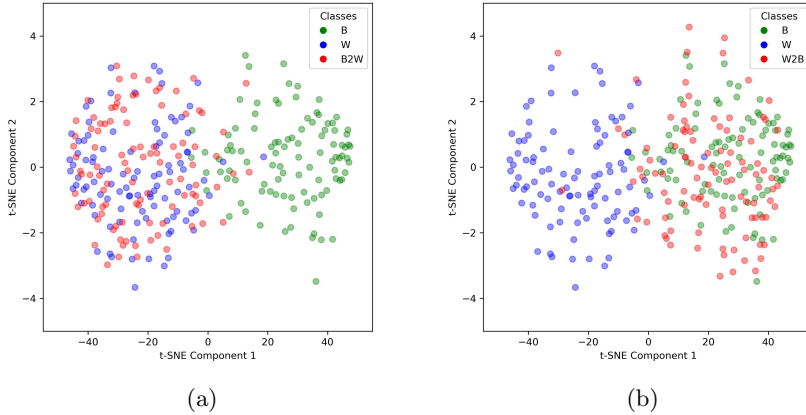 Classes
B
W
B2W
t-SNE Component 2
4
2
0
−2
−4
−40
−20
0
20
40
t-SNE Component 1
(a)
Classes
B
W
W2B
t-SNE Component 2
4
2
0
−2
−4
−40
−20
0
20
40
t-SNE Component 1
(b)